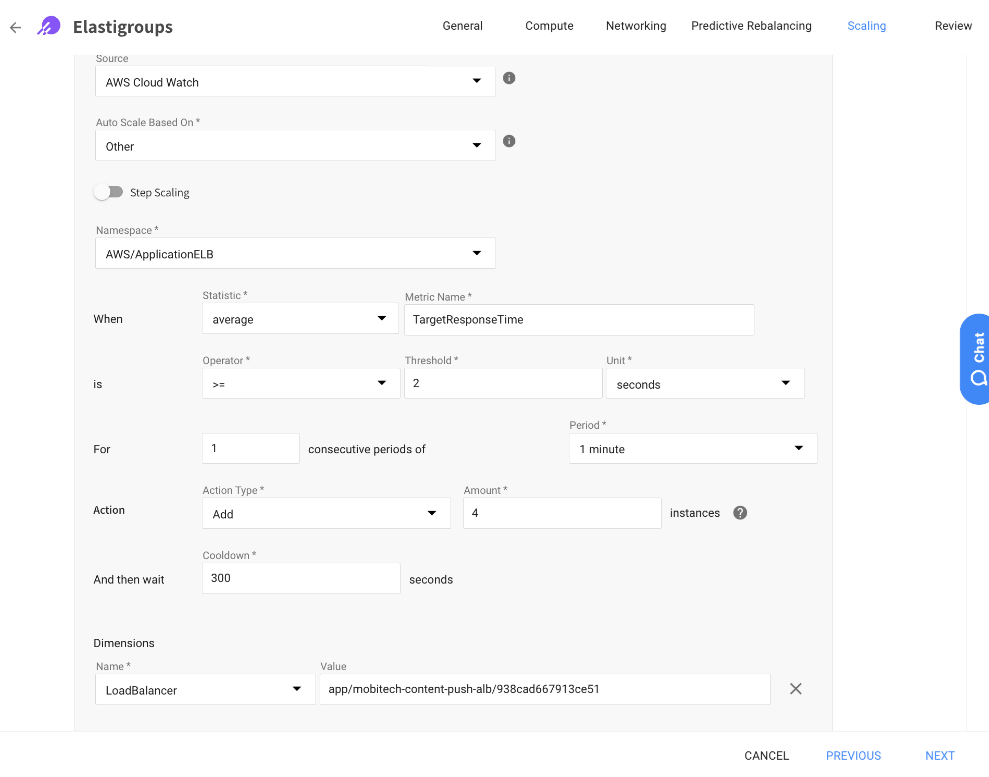 Elastigroups
General Compute Networking Predictive Rebalancing Scaling Review
Source
AWS Cloud Watch
Auto Scale Based On *
Other
Step Scaling
Namespace *
AWS/ApplicationELB
Statistic * Metric Name *
When average TargetResponseTime
Operator * Threshold * Unit *
is >= 2 seconds
Period *
For 1 consecutive periods of 1 minute
Action Type * Amount *
Action Add 4 instances ?
Cooldown *
And then wait 300 seconds
Dimensions
Name * Value
LoadBalancer app/mobitech-content-push-alb/938cad667913ce51
Chat
CANCEL PREVIOUS NEXT